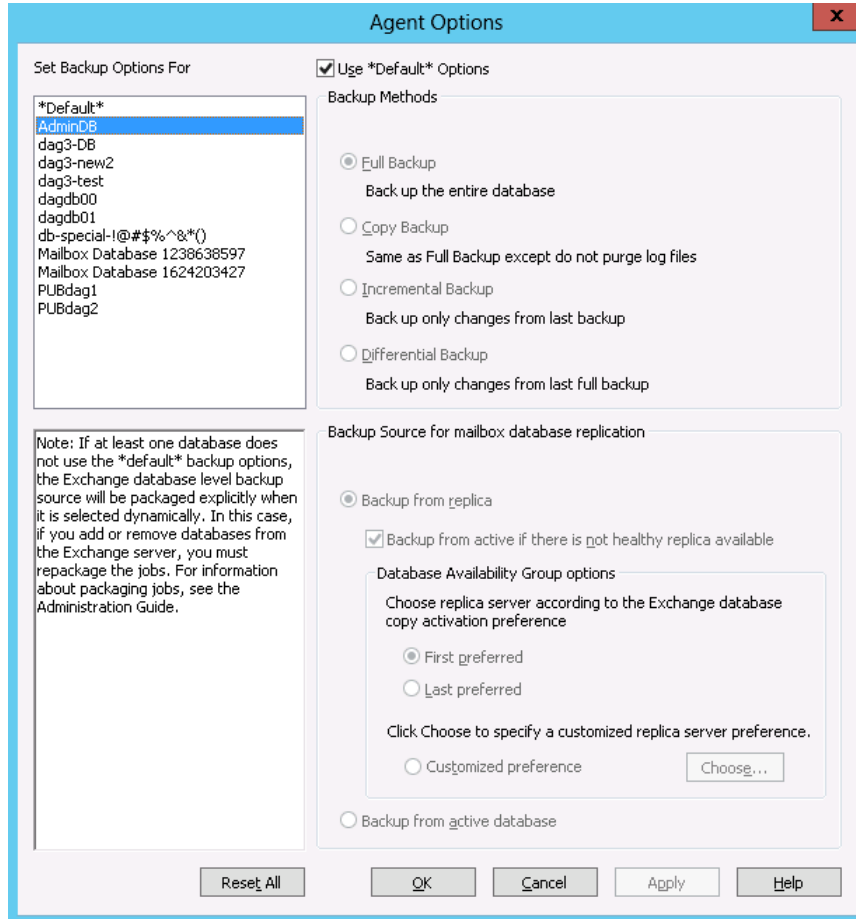 Agent Options
x
Set Backup Options For
Use *Default* Options
*Default*
AdminDB
dag3-DB
dag3-new2
dag3-test
dagdb00
dagdb01
db-special-!@#$%^&*()
Mailbox Database 1238638597
Mailbox Database 1624203427
PUBdag1
PUBdag2
Backup Methods
Full Backup
Back up the entire database
Copy Backup
Same as Full Backup except do not purge log files
Incremental Backup
Back up only changes from last backup
Differential Backup
Back up only changes from last full backup
Note: If at least one database does
not use the *default* backup options,
the Exchange database level backup
source will be packaged explicitly when
it is selected dynamically. In this case,
if you add or remove databases from
the Exchange server, you must
repackage the jobs. For information
about packaging jobs, see the
Administration Guide.
Backup Source for mailbox database replication
Backup from replica
Backup from active if there is not healthy replica available
Database Availability Group options
Choose replica server according to the Exchange database
copy activation preference
First preferred
Last preferred
Click Choose to specify a customized replica server preference.
Customized preference
Choose...
Backup from active database
Reset All
OK
Cancel
Apply
Help